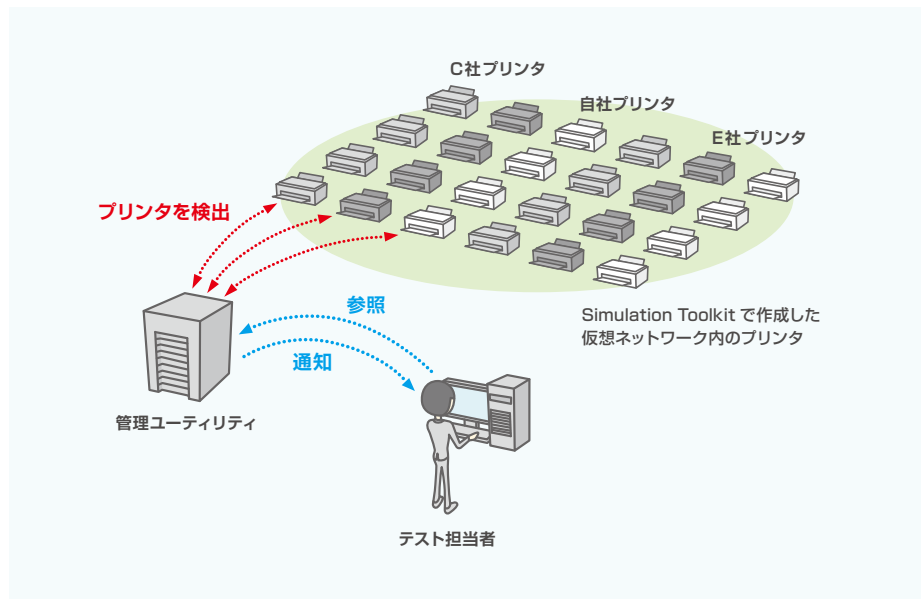 C社プリンタ
自社プリンタ
E社プリンタ
プリンタを検出
参照
通知
Simulation Toolkit で作成した
仮想ネットワーク内のプリンタ
管理ユーティリティ
テスト担当者